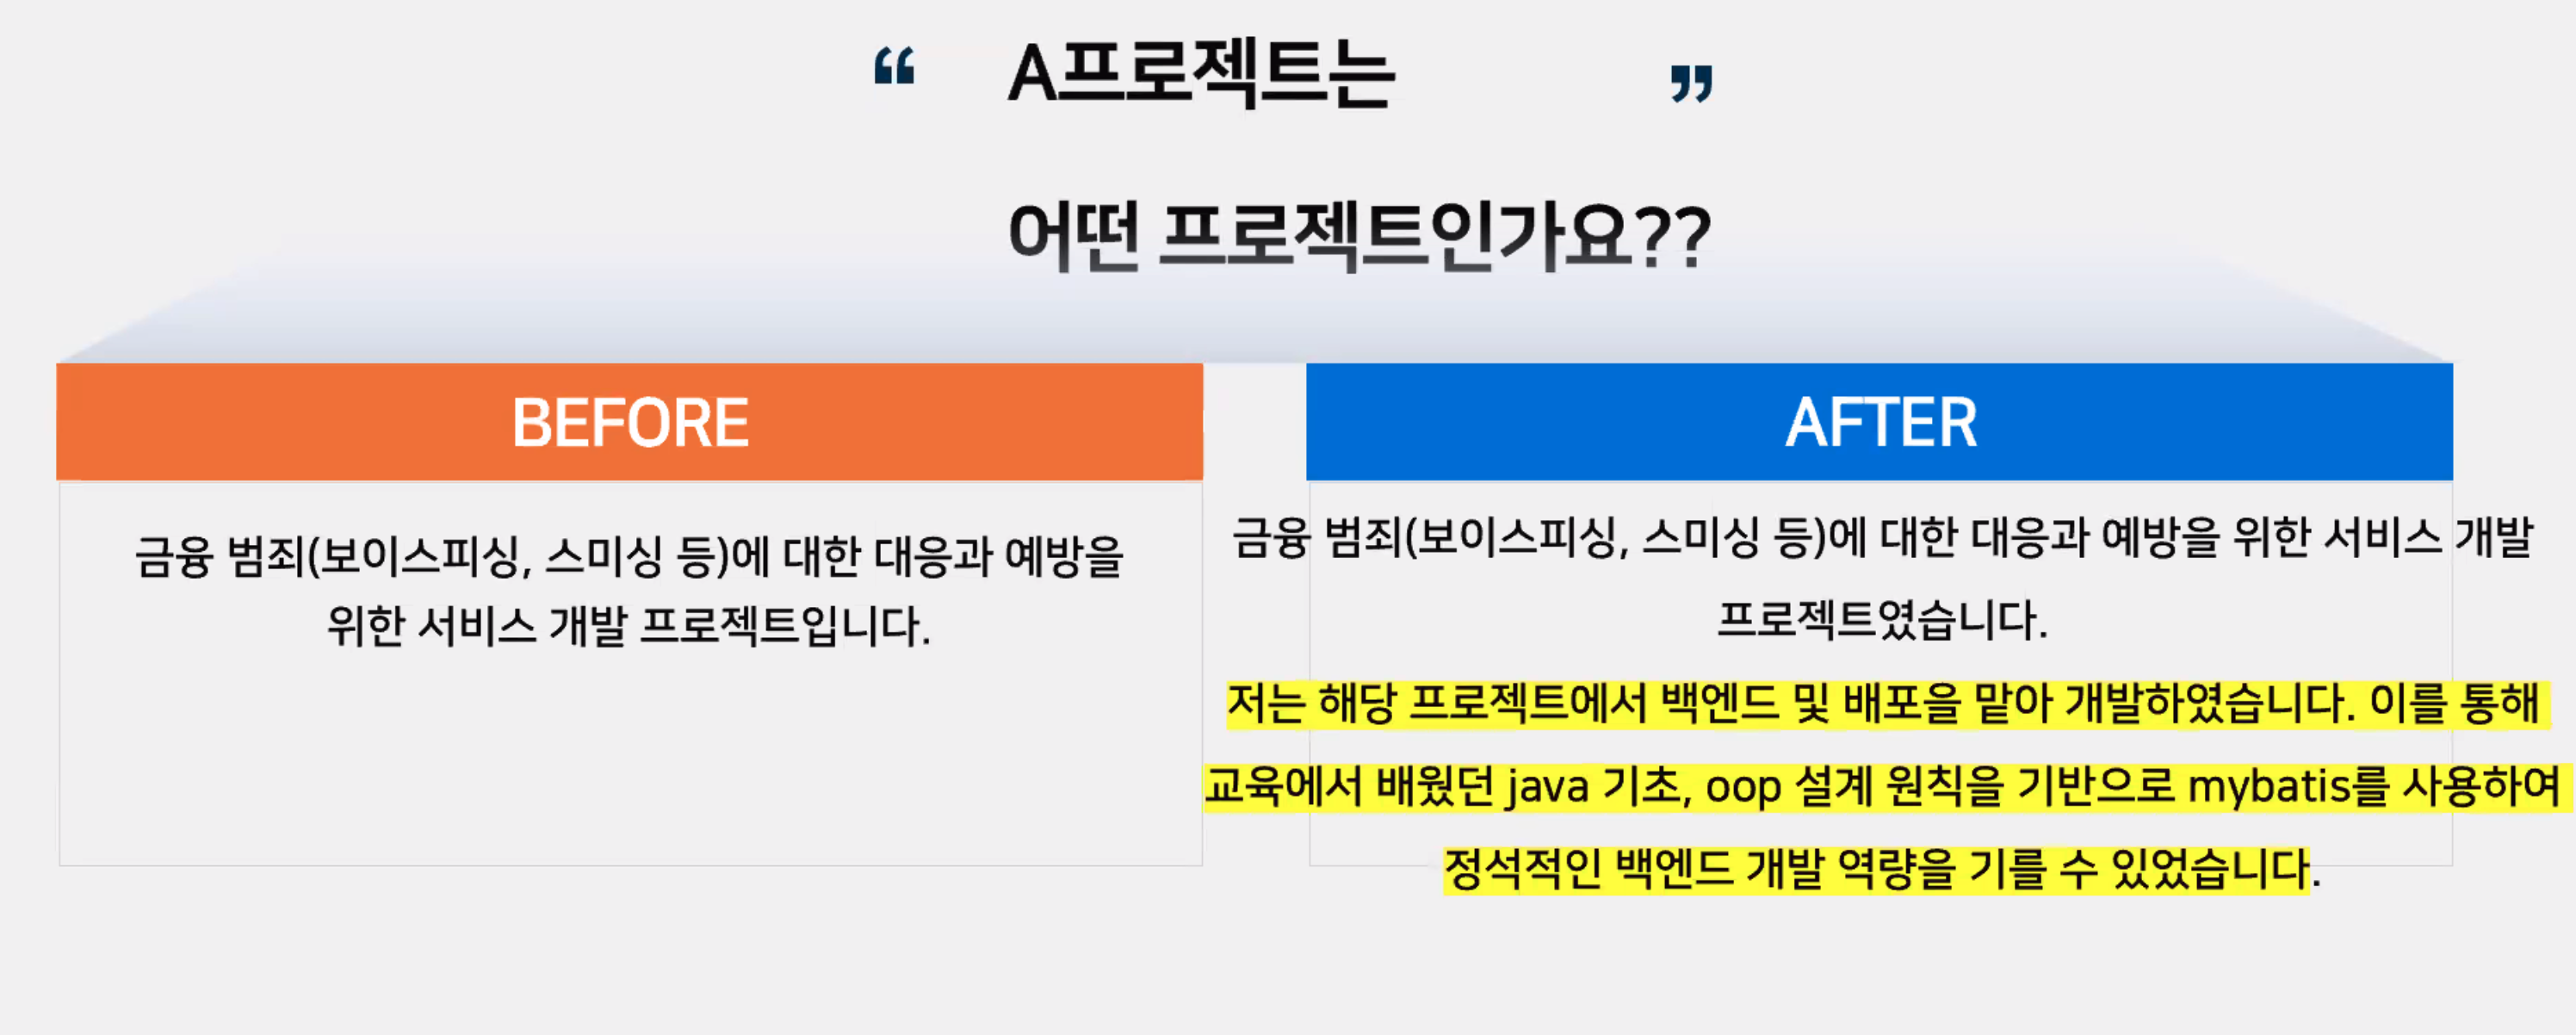 “ A프로젝트는 ”
어떤 프로젝트인가요??
BEFORE
금융 범죄(보이스피싱, 스미싱 등)에 대한 대응과 예방을
위한 서비스 개발 프로젝트입니다.
AFTER
금융 범죄(보이스피싱, 스미싱 등)에 대한 대응과 예방을 위한 서비스 개발
프로젝트였습니다.
저는 해당 프로젝트에서 백엔드 및 배포을 맡아 개발하였습니다. 이를 통해
교육에서 배웠던 java 기초, oop 설계 원칙을 기반으로 mybatis를 사용하여
정석적인 백엔드 개발 역량을 기를 수 있었습니다.